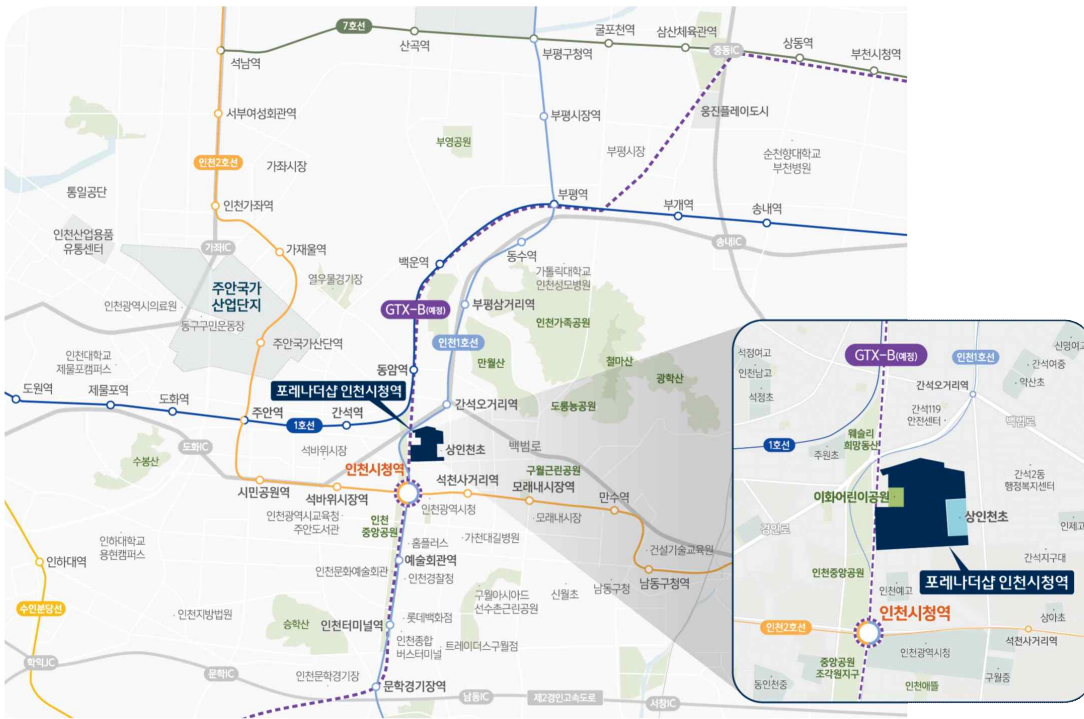 7호선
석남역
산곡역
부평구청역
굴포천역
삼산체육관역
중동IC
상동역
부천시청역
서부여성회관역
부평시장역
웅진플레이도시
부영공원
부평시장
순천향대학교
부천병원
인천2호선
가좌시장
통일공단
인천가좌역
부평역
부개역
송내역
인천산업용품
유통센터
가좌IC
가재울역
백운역
동수역
송내IC
주안국가
산업단지
열우물경기장
가톨릭대학교
인천성모병원
인천광역시의료원
동구구민운동장
GTX-B(예정)
부평삼거리역
인천가족공원
주안국가산단역
인천1호선
만월산
철마산
광학산
인천대학교
제물포캠퍼스
동암역
도원역
제물포역
도화역
주안역
1호선
간석역
포레나더샵 인천시청역
간석오거리역
도롱뇽공원
수봉산
도화IC
석바위시장
상인천초
백범로
인천시청역
구월근린공원
시민공원역
석바위시장역
석천사거리역
모래내시장역
만수역
인천광역시교육청
주안도서관
인천
중앙공원
인천광역시청
모래내시장
인하대학교
용현캠퍼스
홈플러스
가천대길병원
건설기술교육원
인하대역
예술회관역
인천문화예술회관
인천경찰청
남동구청
남동구청역
신월초
구월아시아드
선수촌근린공원
수인분당선
인천지방법원
승학산
인천터미널역
롯데백화점
인천종합
버스터미널
트레이더스구월점
학익JC
문학IC
인천문학경기장
문학경기장역
남동IC
제2경인고속도로
서창JC
석정여고
인천남고
석정초
GTX-B(예정)
인천1호선
신명여고
간석여중
약산초
간석오거리역
간석119
안전센터
백범로
1호선
웨슬리
희망동산
주원초
간석2동
행정복지센터
이화어린이공원
상인천초
경인로
인제고
간석지구대
인천중앙공원
포레나더샵 인천시청역
인천예고
인천시청역
인천2호선
상아초
석천사거리역
인천광역시청
중앙공원
조각원지구
구월중
동인천중
인천애뜰